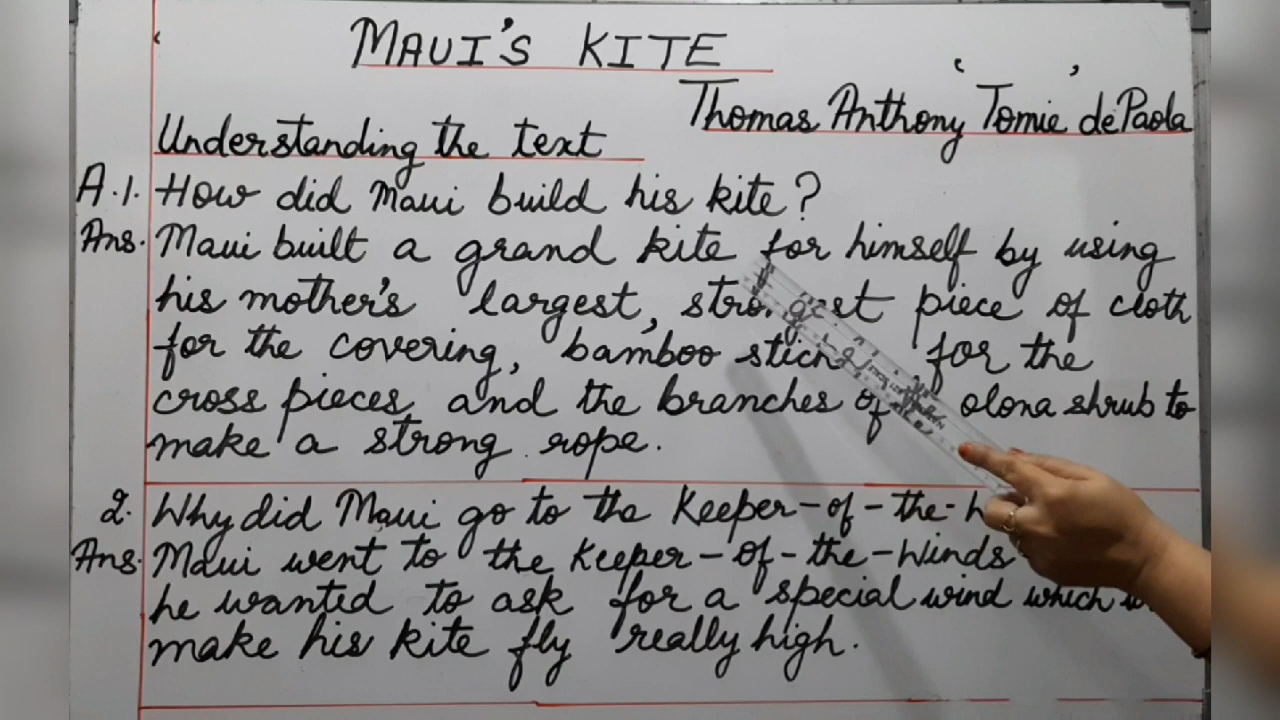 MAUI'S KITE
Thomas Anthony 'Tomie' dePaola
Understanding the text
A.1. How did Maui build his kite?
Ans. Maui built a grand kite for himself by using
his mother's largest, strongest piece of cloth
for the covering, bamboo for the
cross pieces, and the branches of olona shrub to
make a strong rope.
2. Why did Maui go to the Keeper-of-the-
Ans. Maui went to the Keeper-of-the-Winds
he wanted to ask for a special wind which
make his kite fly really high.